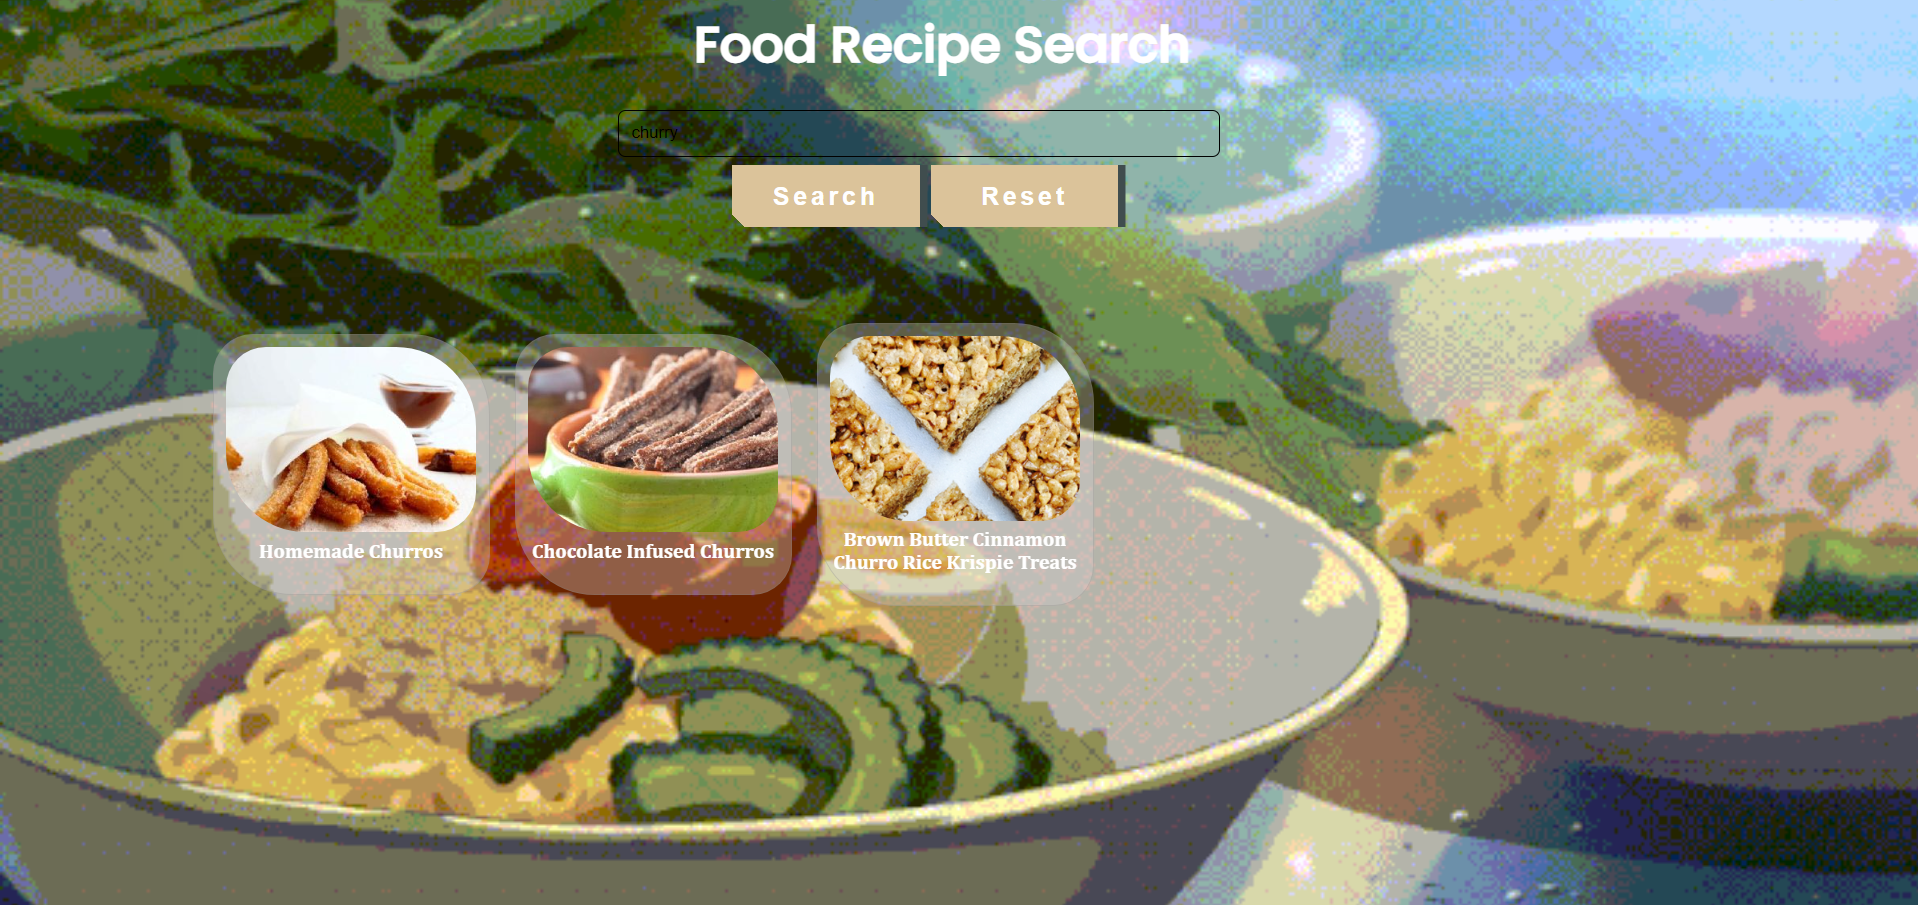 Food Recipe Search
churry
Search
Reset
Homemade Churros
Chocolate Infused Churros
Brown Butter Cinnamon
Churro Rice Krispie Treats